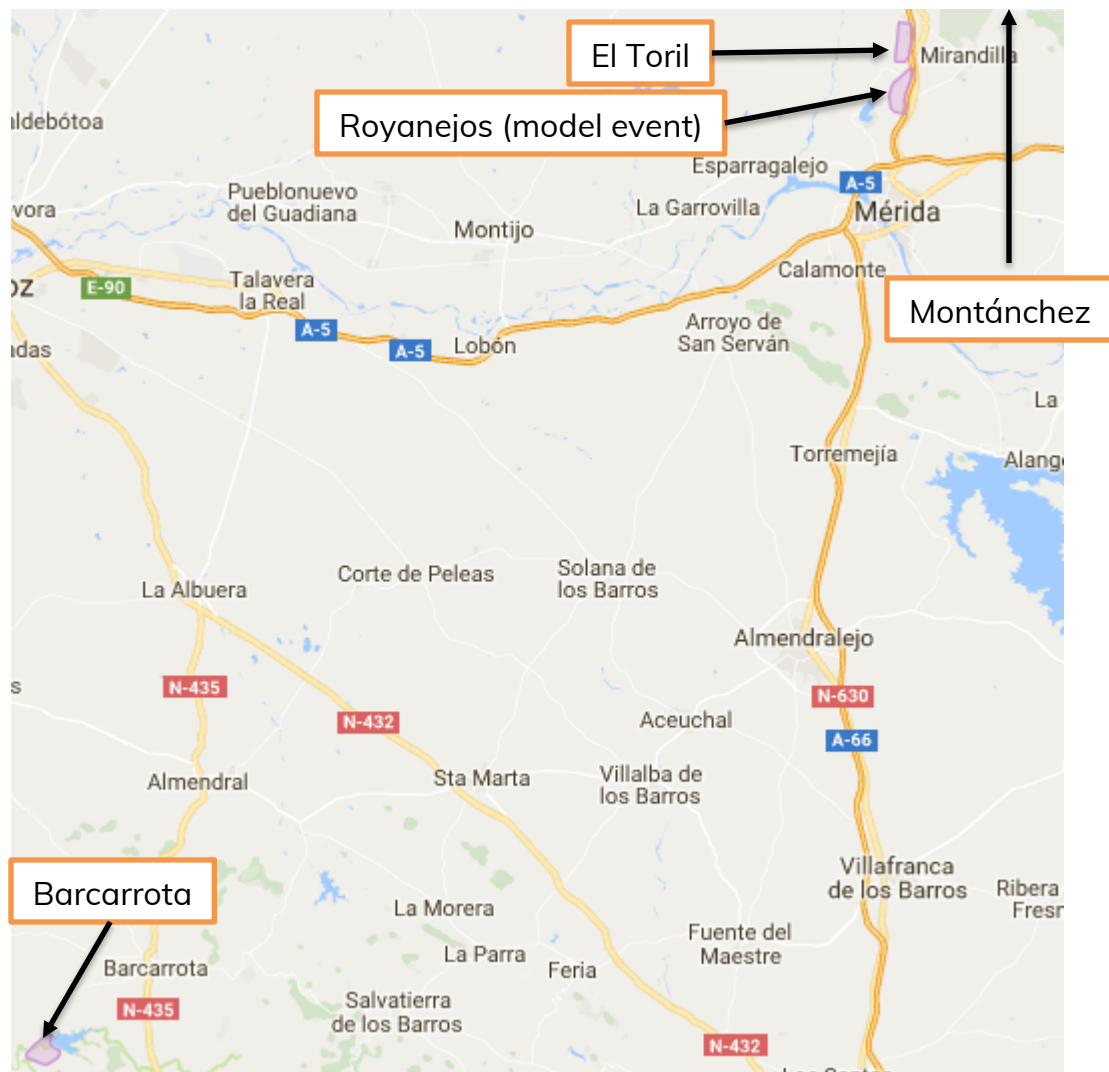 El Toril
Mirandilla
Royanejos (model event)
aldebótoa
Esparragalejo
A-5
Pueblonuevo
del Guadiana
vora
La Garrovilla
Mérida
Montijo
Calamonte
Talavera
la Real
OZ
E-90
Montánchez
A-5
A-5
Lobón
Arroyo de
San Serván
adas
La
Torremejía
Alang
Corte de Peleas
Solana de
los Barros
La Albuera
Almendralejo
s
N-435
N-630
N-432
Aceuchal
A-66
Almendral
Sta Marta
Villalba de
los Barros
Villafranca
de los Barros
Barcarrota
Ribera
Fresn
La Morera
Fuente del
Maestre
La Parra
Feria
Barcarrota
N-435
Salvatierra
de los Barros
N-432